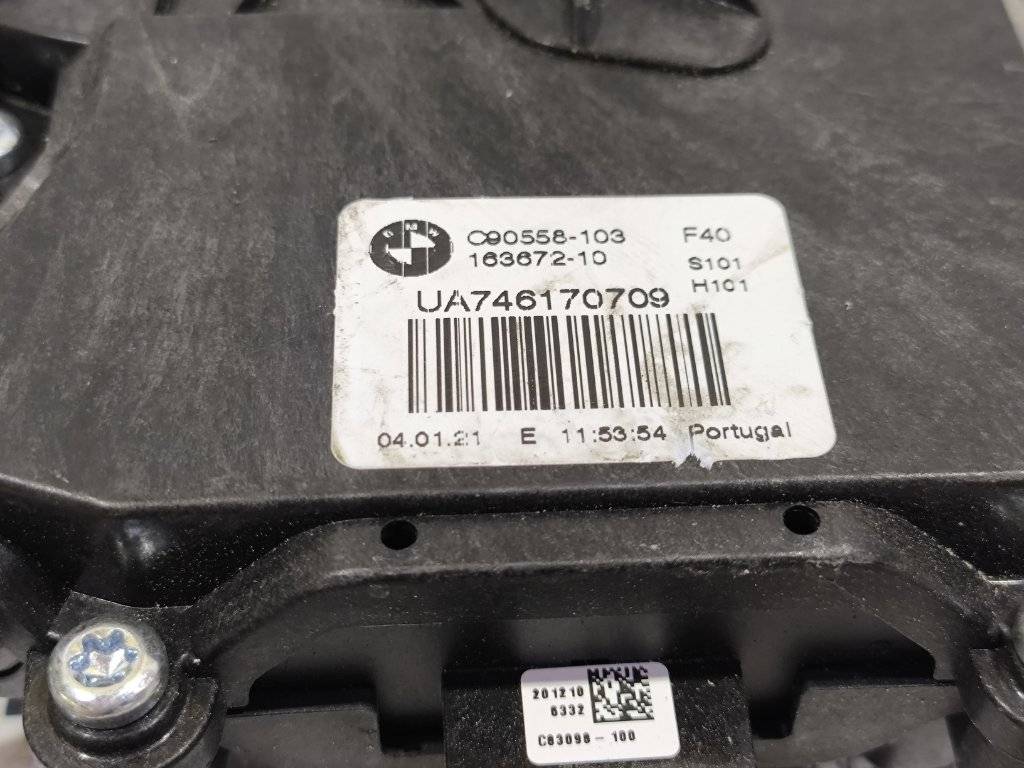 BMW
C90558-103 F40
163672-10 S101
H101
UA746170709
04.01.21 E 11:53:54 Portugal
201210
6332
C83098-100